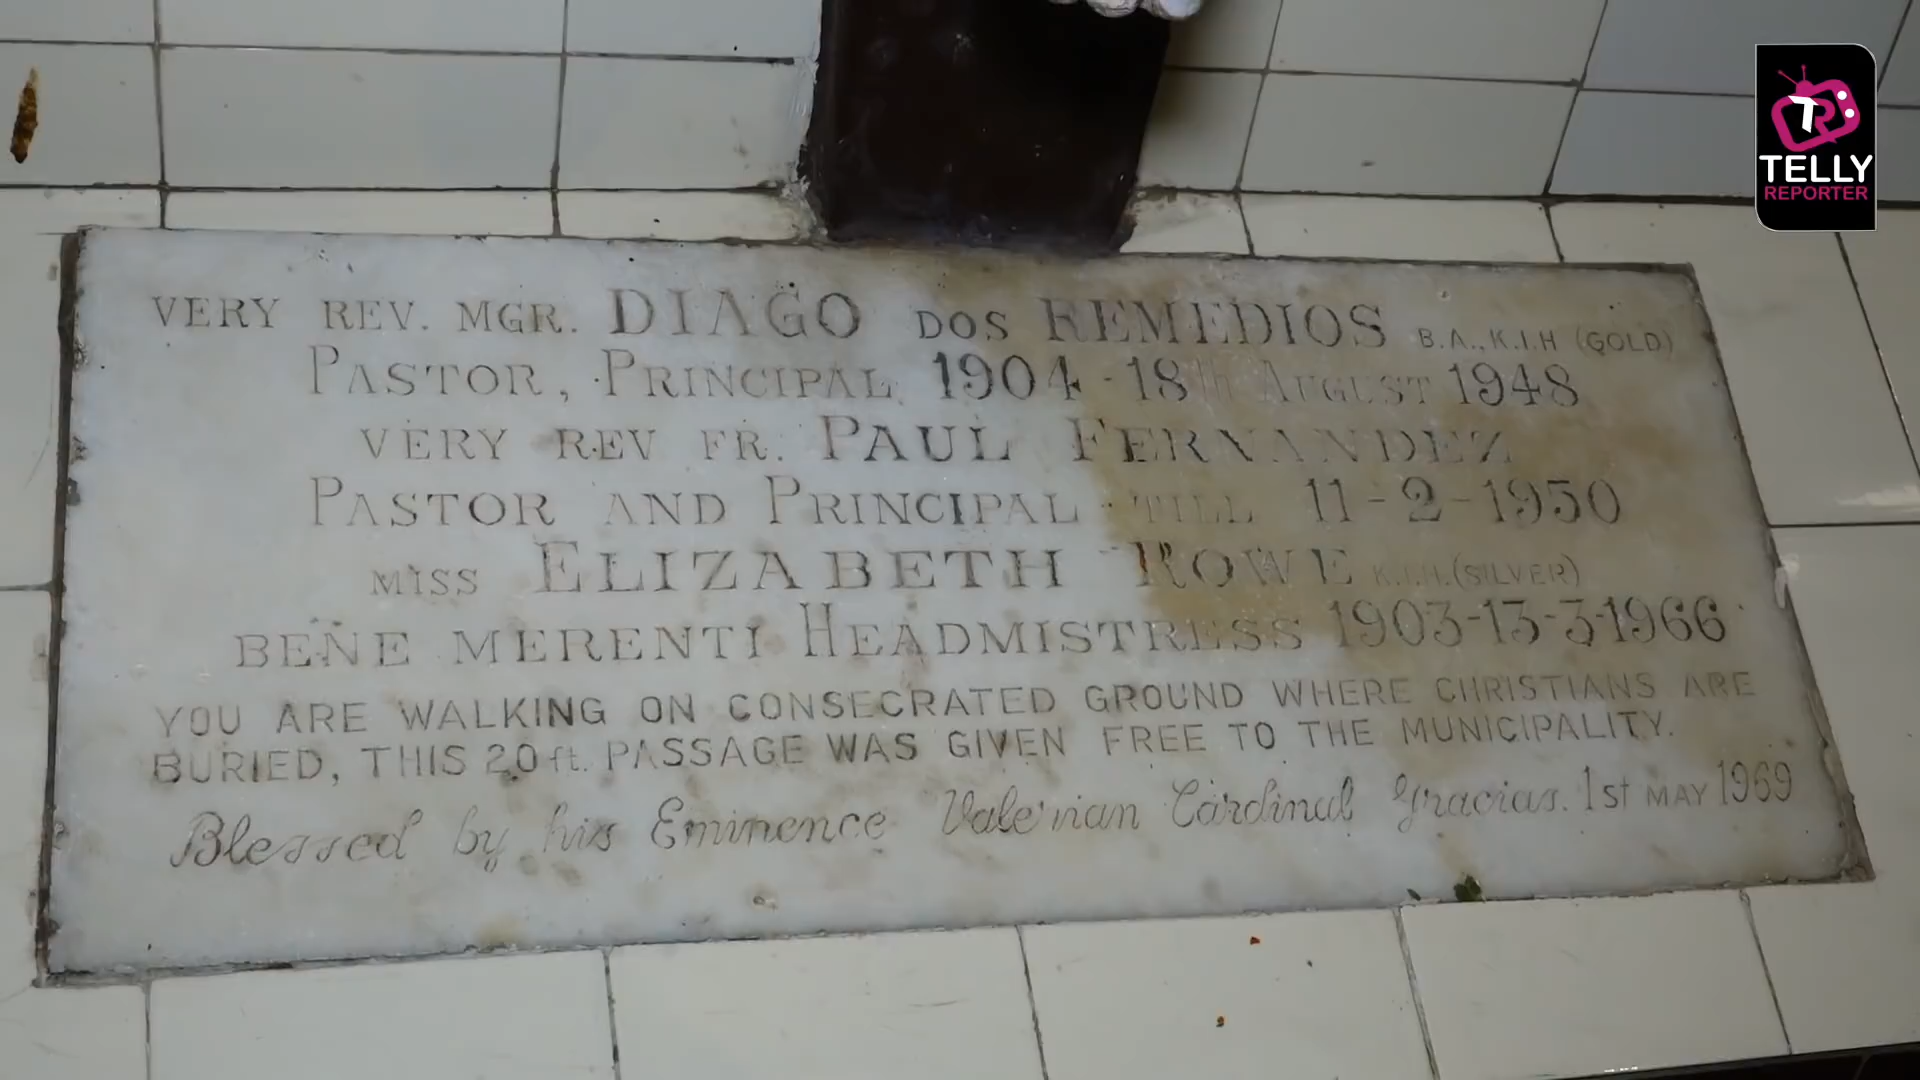 TELLY
REPORTER
VERY REV. MGR. DIAGO DOS REMEDIOS B.A., K.I.H (GOLD)
PASTOR, PRINCIPAL 1904 - 18th AUGUST 1948
VERY REV FR. PAUL FERNANDEZ
PASTOR AND PRINCIPAL TILL 11-2-1950
MISS ELIZABETH ROWE K.I.H. (SILVER)
BENE MERENTI HEADMISTRESS 1903-13-3-1966
YOU ARE WALKING ON CONSECRATED GROUND WHERE CHRISTIANS ARE
BURIED, THIS 20ft. PASSAGE WAS GIVEN FREE TO THE MUNICIPALITY.
Blessed by his Eminence Valerian Cardinal Gracias. 1st MAY 1969